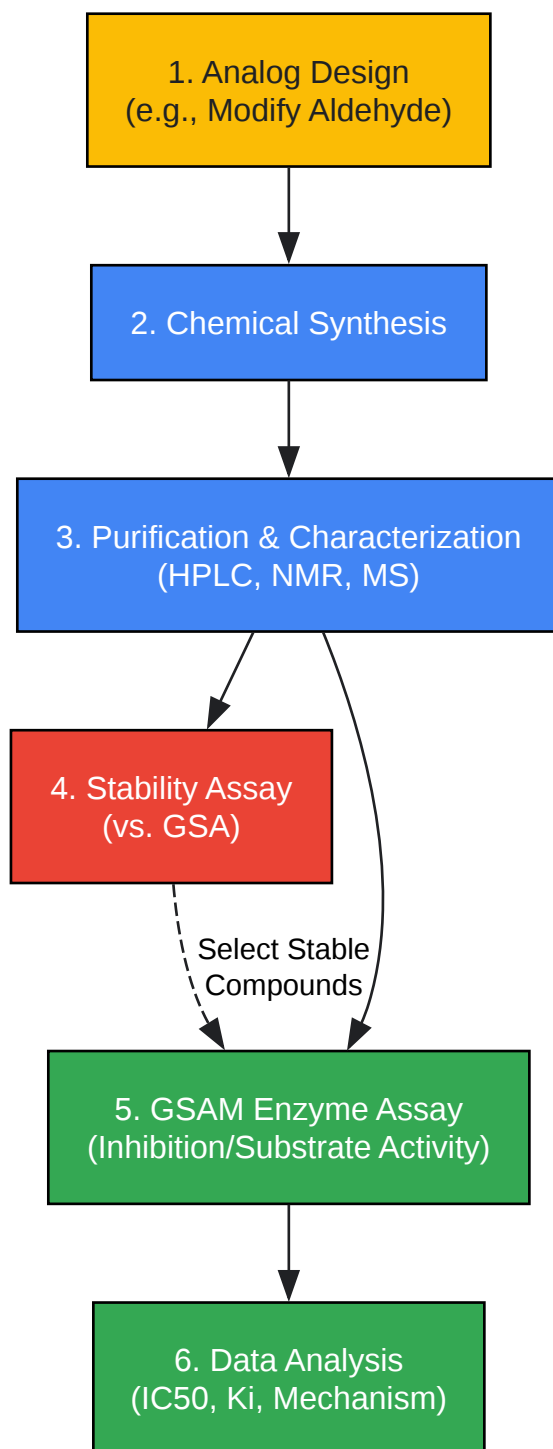 1. Analog Design
(e.g., Modify Aldehyde)
2. Chemical Synthesis
3. Purification & Characterization
(HPLC, NMR, MS)
4. Stability Assay
(vs. GSA)
Select Stable
Compounds
5. GSAM Enzyme Assay
(Inhibition/Substrate Activity)
6. Data Analysis
(IC50, Ki, Mechanism)